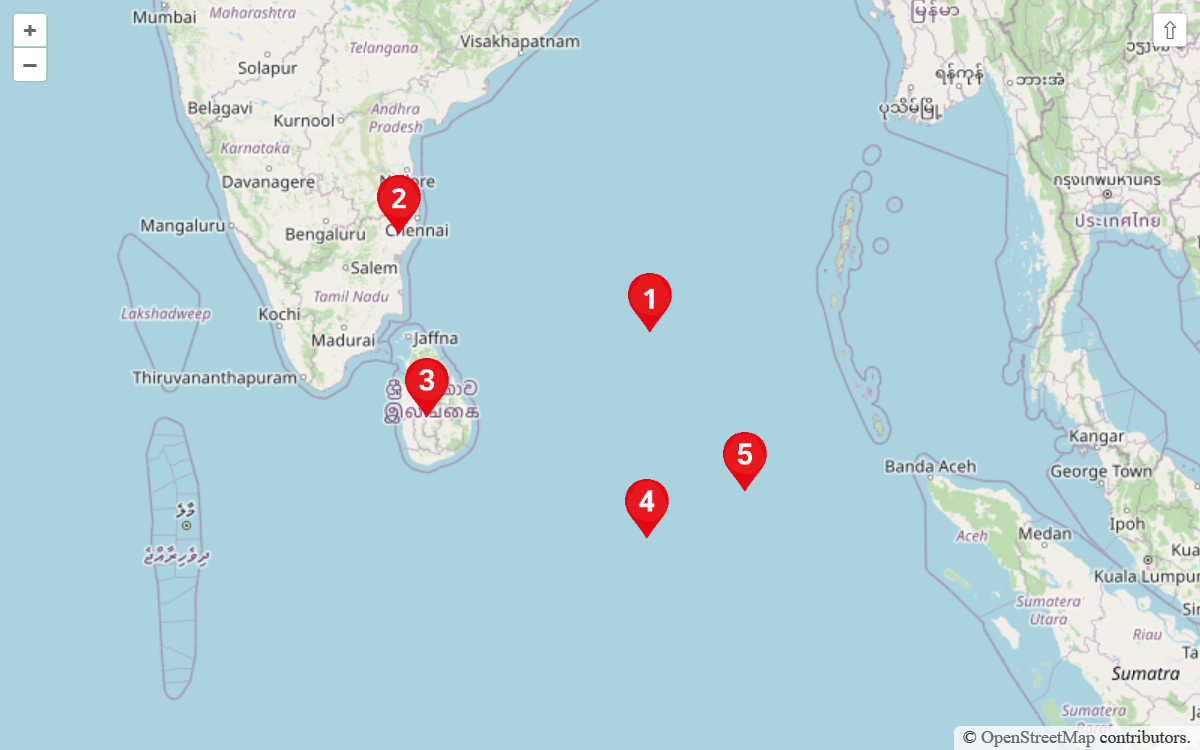 +
−
⇧
Mumbai
Maharashtra
Telangana
Visakhapatnam
Solapur
Belagavi
Kurnool
Andhra
Pradesh
Karnataka
Davanagere
2
Mangaluru
Bengaluru
Chennai
Salem
Tamil Nadu
Lakshadweep
Kochi
Madurai
Jaffna
Thiruvananthapuram
3
இலங்கை
1
5
4
မြန်မာ
ရန်ကုန်
ဘားအံ
ပုသိမ်မြို့
กรุงเทพมหานคร
ประเทศไทย
މާލެ
ދިވެހިރާއްޖެ
Banda Aceh
Kangar
George Town
Ipoh
Aceh
Medan
Kuala Lumpur
Sumatera
Utara
Riau
Sumatra
Sumatera
Barat
© OpenStreetMap contributors.